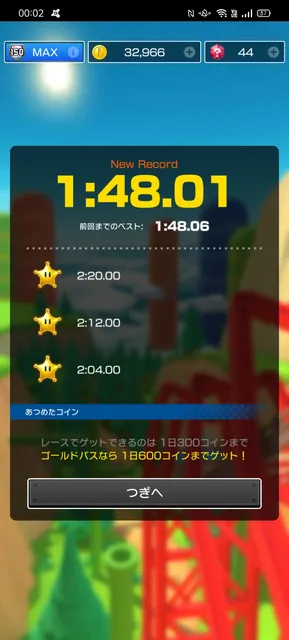 00:02
87
150 MAX
32,966
44
New Record
1:48.01
前回までのベスト: 1:48.06
2:20.00
2:12.00
2:04.00
あつめたコイン
レースでゲットできるのは 1日300コインまで
ゴールドパスなら 1日600コインまでゲット！
つぎへ